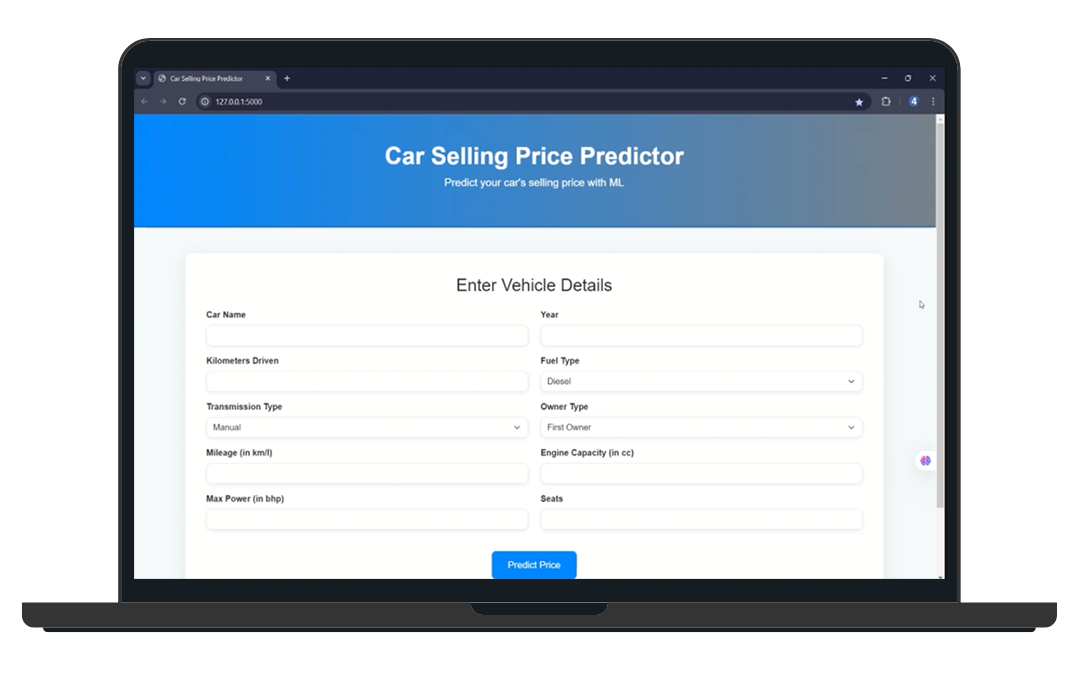 Car Selling Price Predictor
127.0.0.1:5000
4
Car Selling Price Predictor
Predict your car's selling price with ML
Enter Vehicle Details
Car Name
Year
Kilometers Driven
Fuel Type
Diesel
Transmission Type
Owner Type
Manual
First Owner
Mileage (in km/l)
Engine Capacity (in cc)
Max Power (in bhp)
Seats
Predict Price